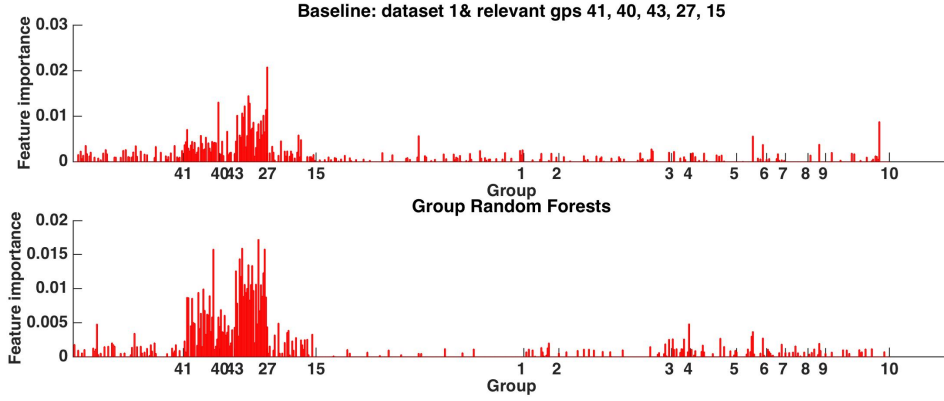 Baseline: dataset 1& relevant gps 41, 40, 43, 27, 15
Feature importance
0.03
0.02
0.01
0
41 40 43 27 15 1 2 3 4 5 6 7 8 9 10
Group
Group Random Forests
Feature importance
0.02
0.015
0.01
0.005
0
41 40 43 27 15 1 2 3 4 5 6 7 8 9 10
Group